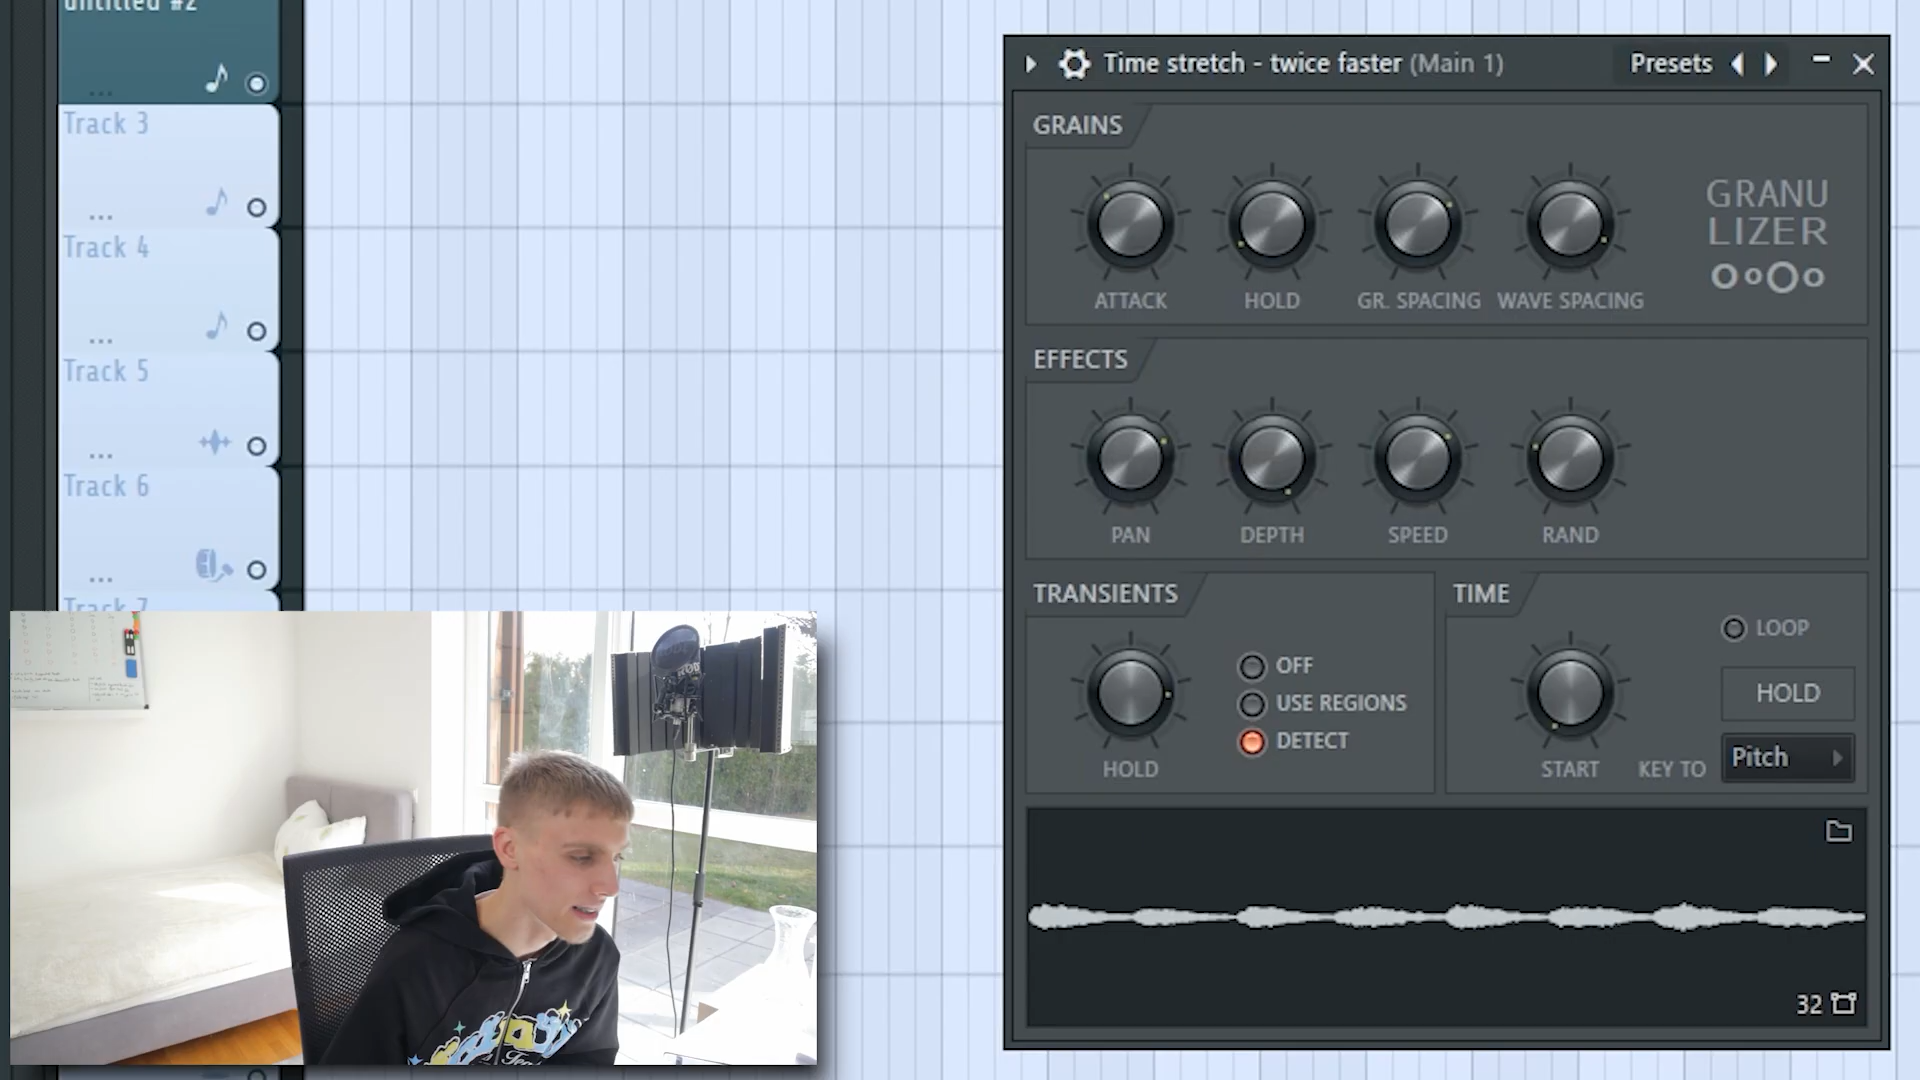 untitled #2
Track 3
Track 4
Track 5
Track 6
Track 7
Time stretch - twice faster (Main 1)
Presets
GRAINS
ATTACK
HOLD
GR. SPACING
WAVE SPACING
GRANU
LIZER
EFFECTS
PAN
DEPTH
SPEED
RAND
TRANSIENTS
HOLD
OFF
USE REGIONS
DETECT
TIME
START
LOOP
HOLD
KEY TO
Pitch
32